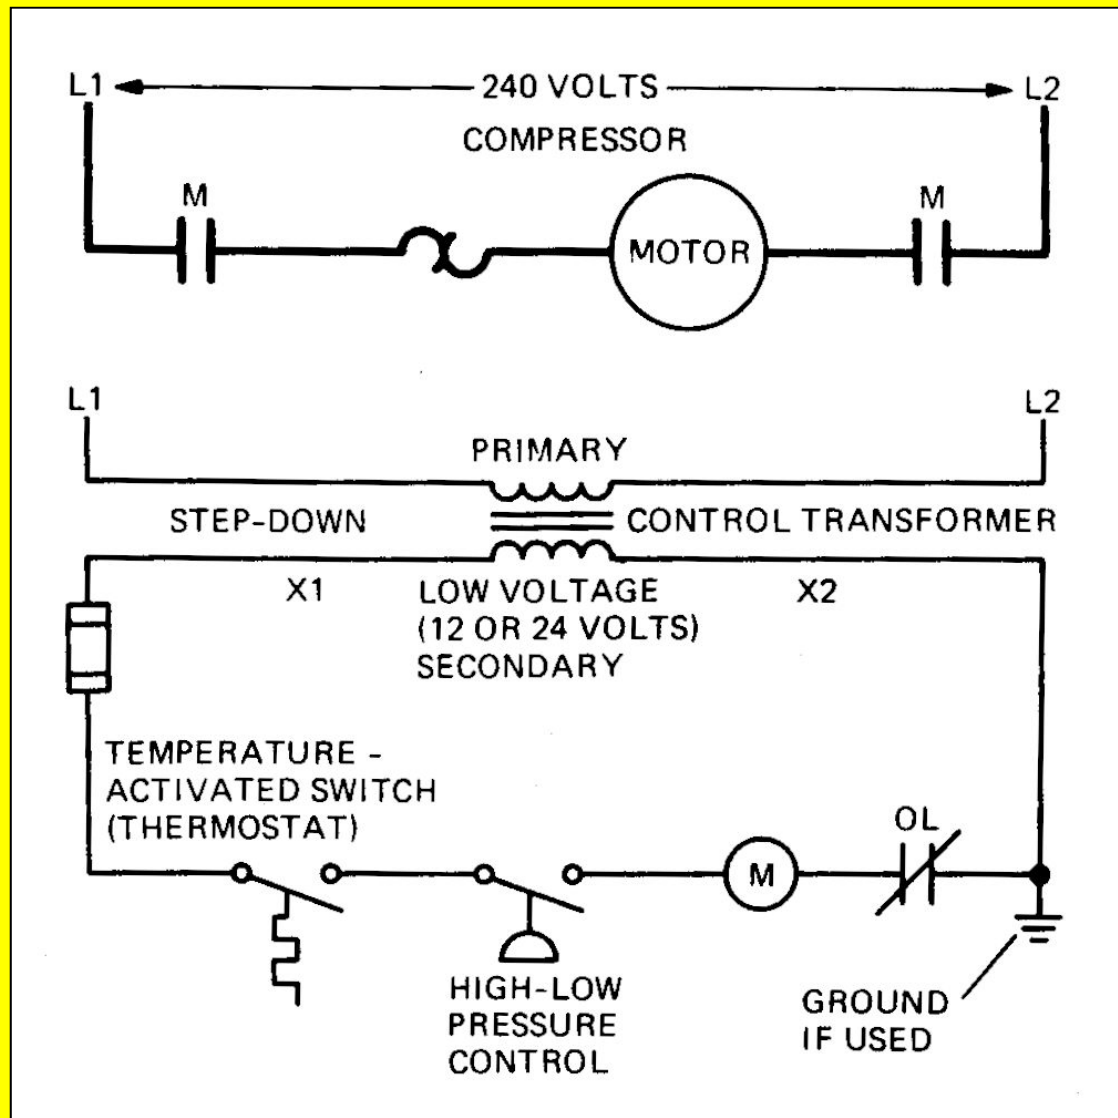 L1 240 VOLTS L2
COMPRESSOR
M M
MOTOR
L1 L2
PRIMARY
STEP-DOWN CONTROL TRANSFORMER
X1 LOW VOLTAGE X2
(12 OR 24 VOLTS)
SECONDARY
TEMPERATURE -
ACTIVATED SWITCH
(THERMOSTAT)
OL
M
HIGH-LOW
PRESSURE
CONTROL
GROUND
IF USED